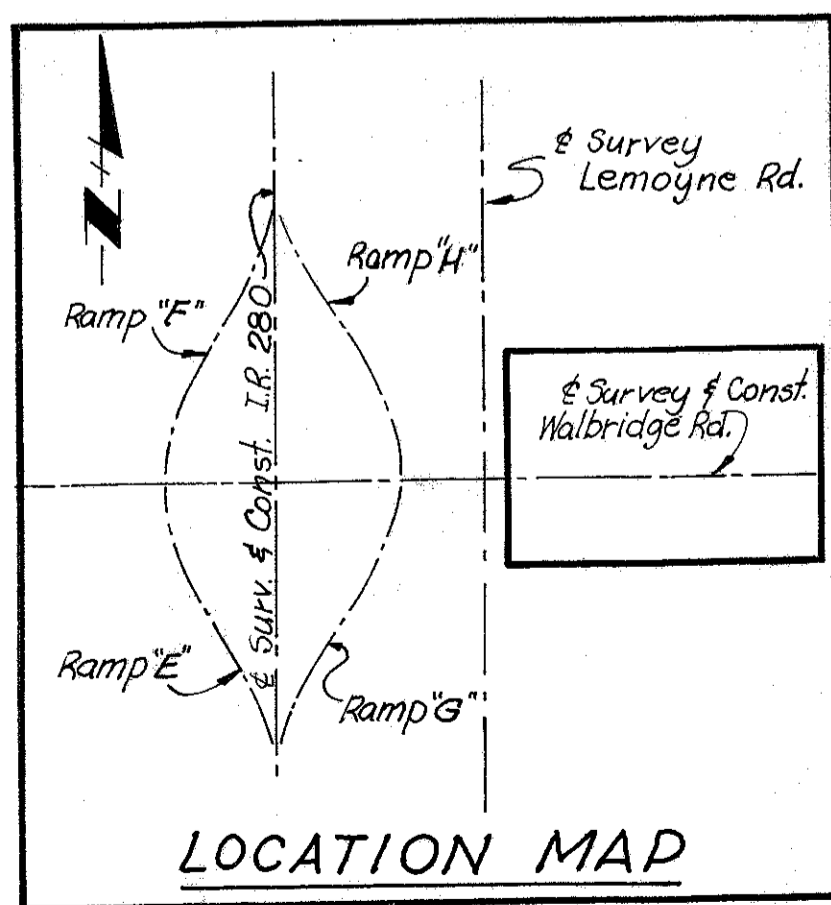 N
℄ Survey
Lemoyne Rd.
Ramp "H"
Ramp "F"
℄ Surv. & Const. I.R. 280
℄ Survey & Const.
Walbridge Rd.
Ramp "E"
Ramp "G"
LOCATION MAP